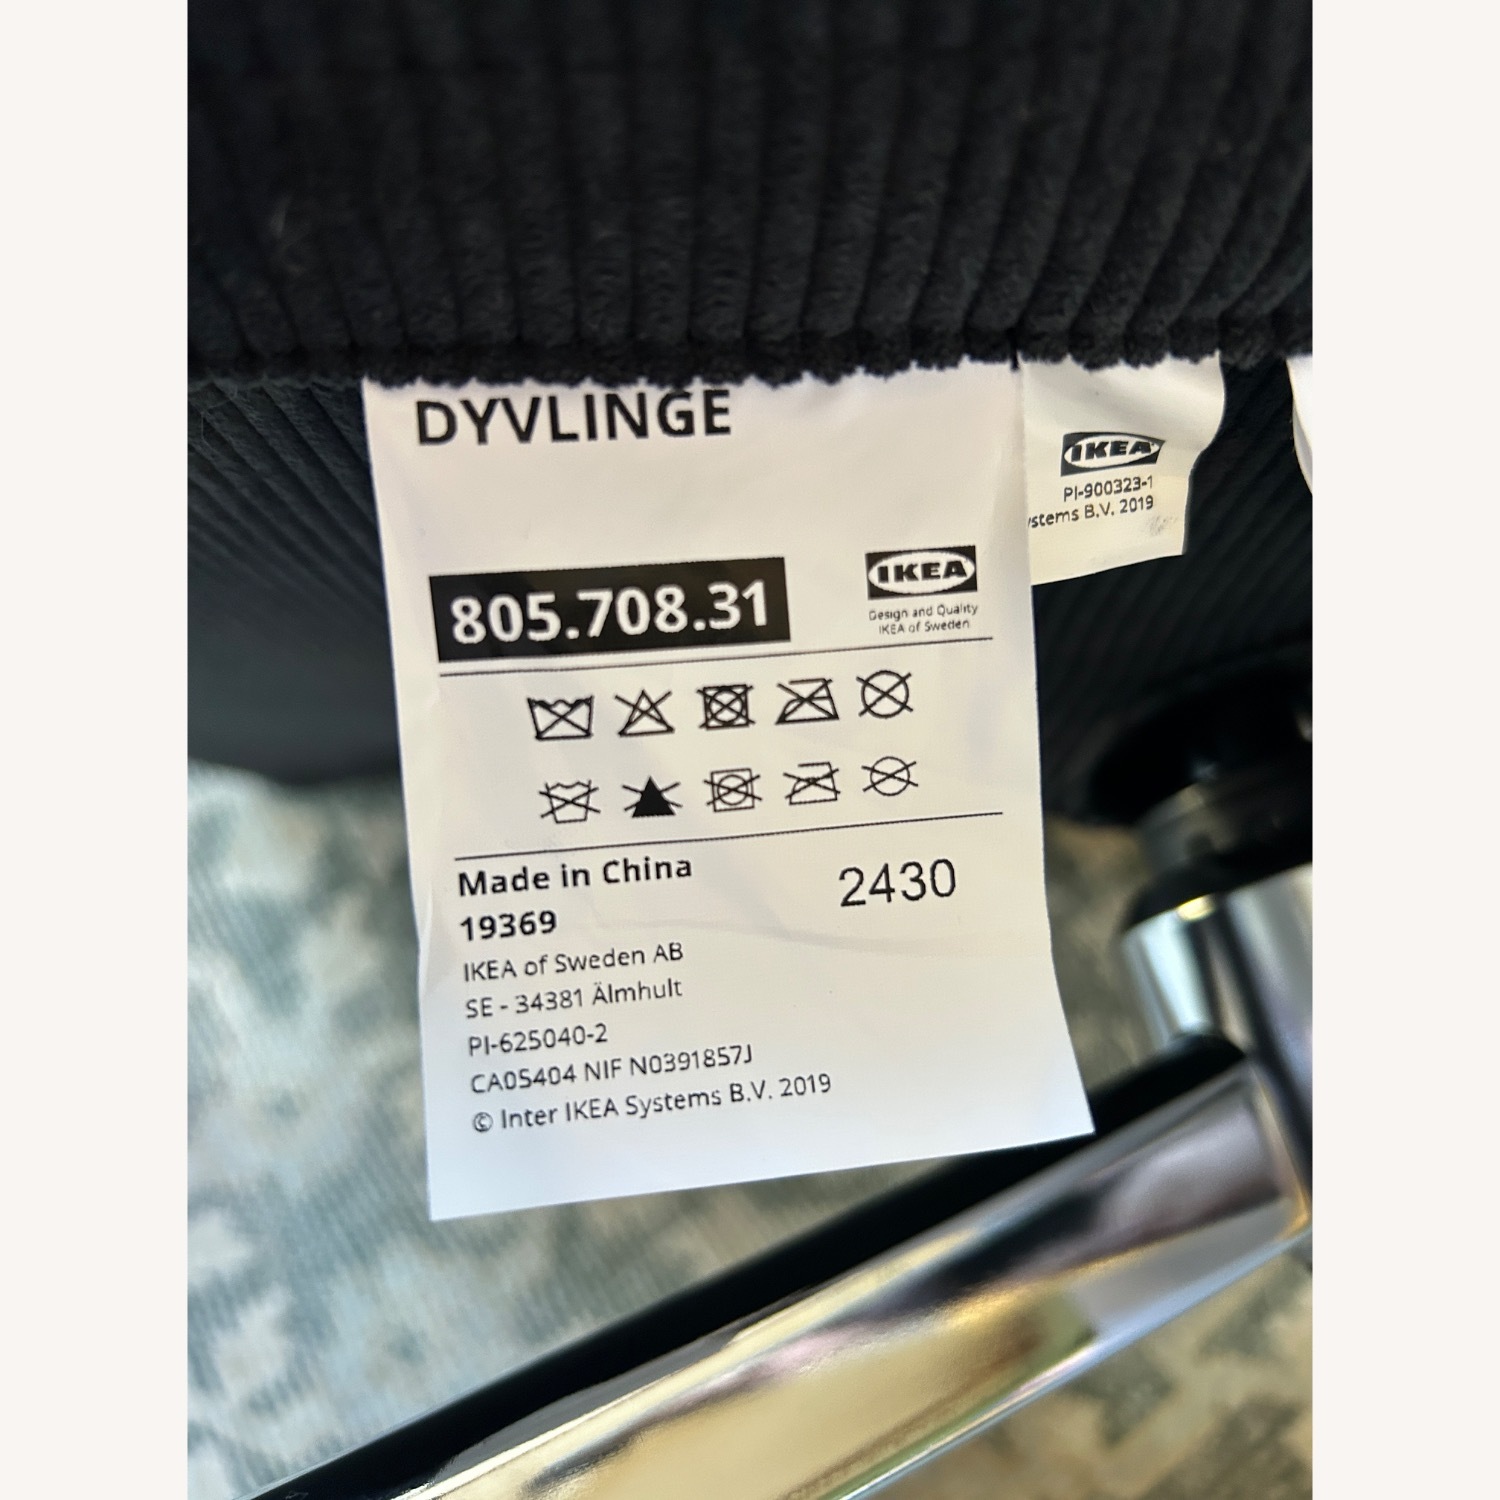 DYVLINGE
805.708.31
IKEA
Design and Quality
IKEA of Sweden
Made in China
2430
19369
IKEA of Sweden AB
SE - 34381 Älmhult
PI-625040-2
CA05404 NIF N0391857J
© Inter IKEA Systems B.V. 2019
IKEA
PI-900323-1
stems B.V. 2019